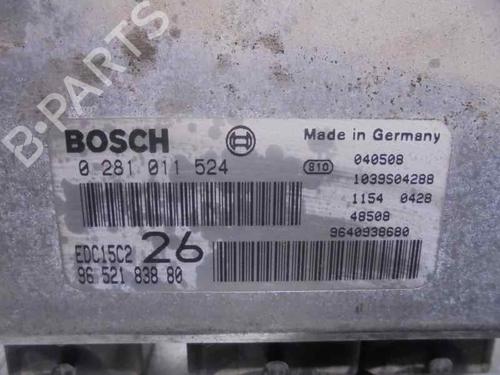 B-PARTS
BOSCH
Made in Germany
0 281 011 524
810
040508
1039S04288
1154 0428
48508
EDC15C2 26
9640938680
96 521 838 80